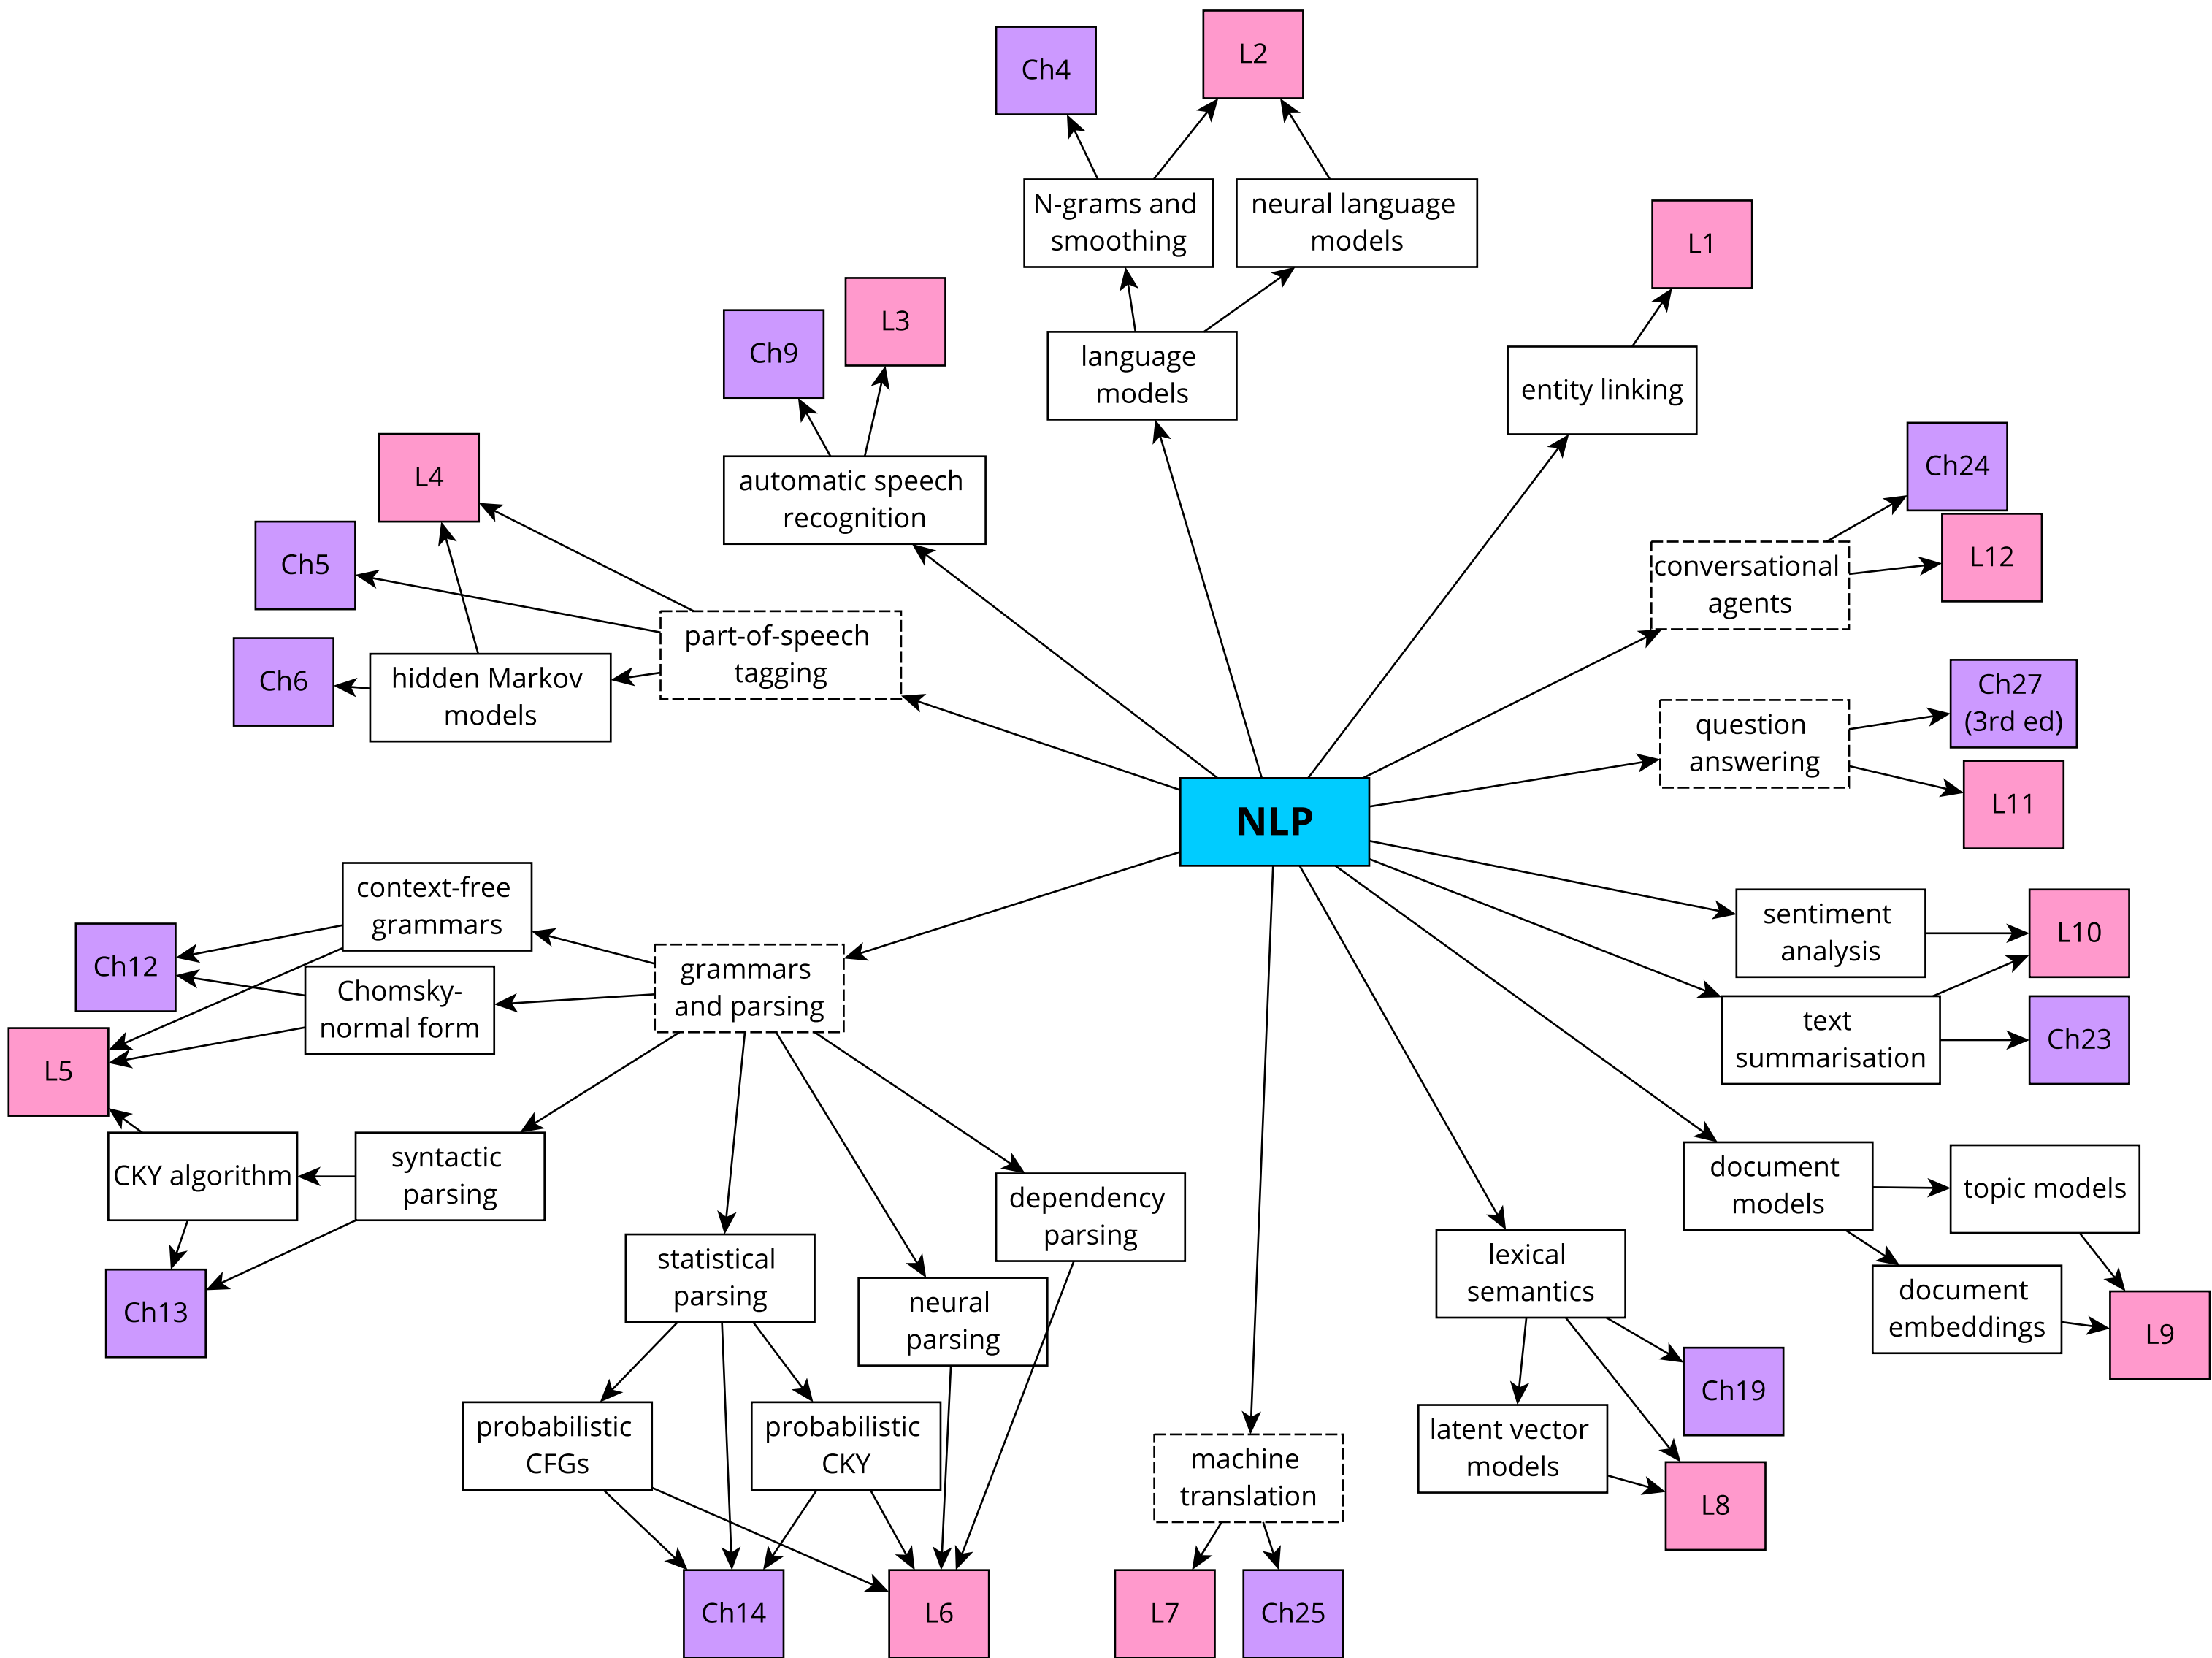 L2
Ch4
N-grams and
smoothing
neural language
models
L1
L3
Ch9
language
models
entity linking
Ch24
L4
automatic speech
recognition
L12
Ch5
conversational
agents
part-of-speech
tagging
Ch6
hidden Markov
models
Ch27
(3rd ed)
question
answering
L11
NLP
context-free
grammars
sentiment
analysis
L10
Ch12
grammars
and parsing
Chomsky-
normal form
text
summarisation
Ch23
L5
CKY algorithm
syntactic
parsing
document
models
topic models
dependency
parsing
statistical
parsing
lexical
semantics
Ch13
neural
parsing
document
embeddings
L9
Ch19
probabilistic
CFGs
probabilistic
CKY
latent vector
models
machine
translation
L8
Ch14
L6
L7
Ch25